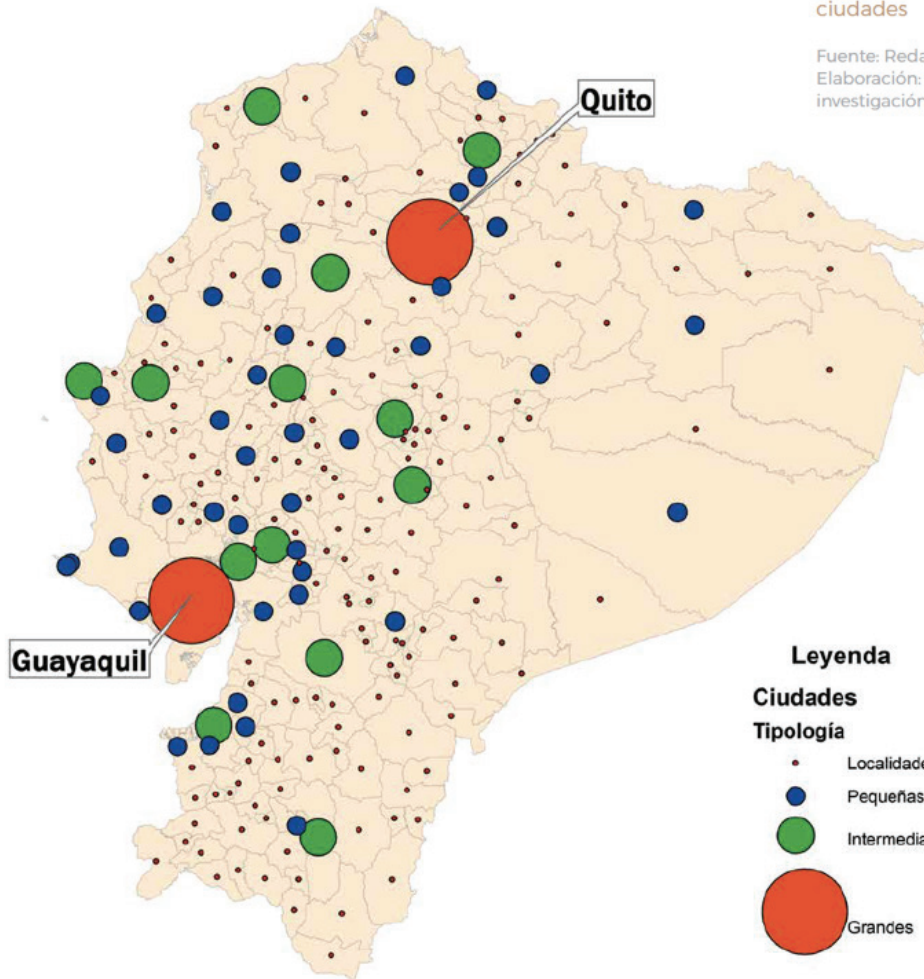 ciudades
Fuente: Reda
Elaboración:
investigación
Quito
Guayaquil
Leyenda
Ciudades
Tipología
Localidade
Pequeñas
Intermedia
Grandes